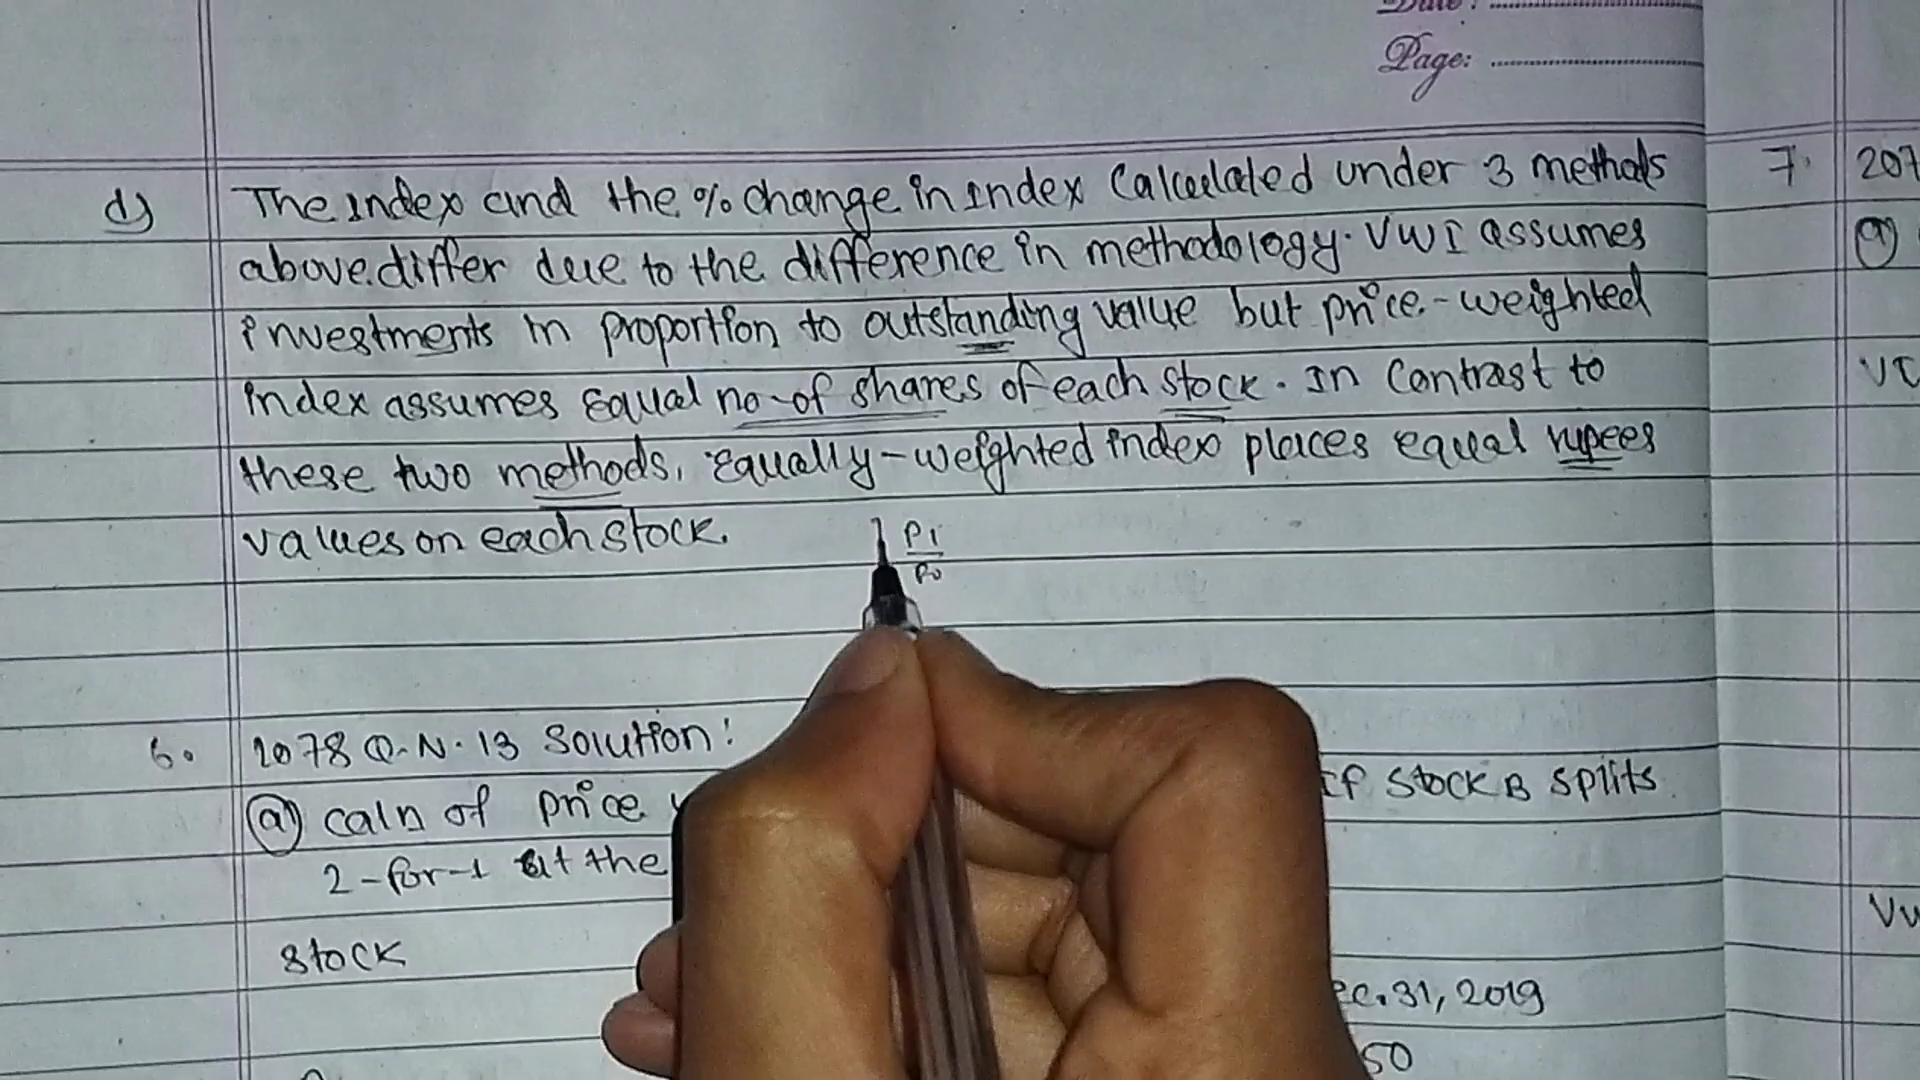 Date:
Page:
d) The index and the % change in index calculated under 3 methods
above differ due to the difference in methodology. VWI assumes
investments in proportion to outstanding value but price-weighted
index assumes equal no. of shares of each stock. In contrast to
these two methods, equally-weighted index places equal rupees
values on each stock.
P1
P0
6. 2078 Q.N. 13 Solution:
(a) caln of price
If stock B splits
2-for-1 at the
stock
31, 2019
50
7. 207
(a)